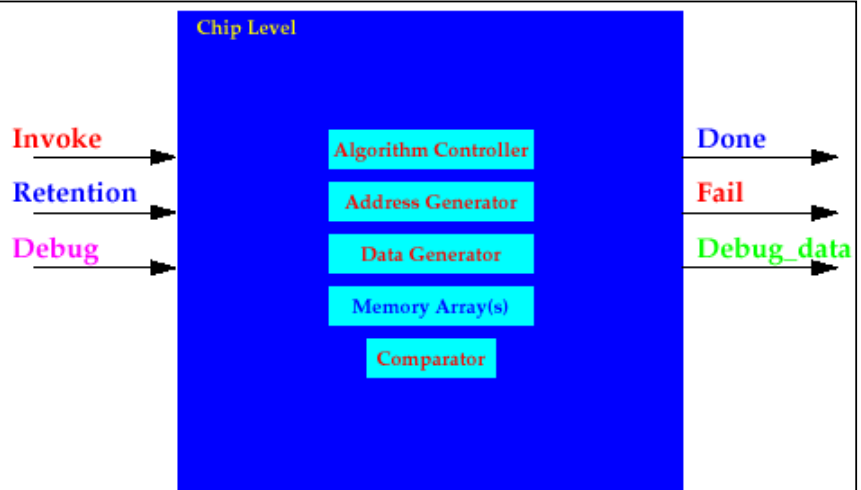 Chip Level
Invoke
Retention
Debug
Algorithm Controller
Address Generator
Data Generator
Memory Array(s)
Comparator
Done
Fail
Debug_data